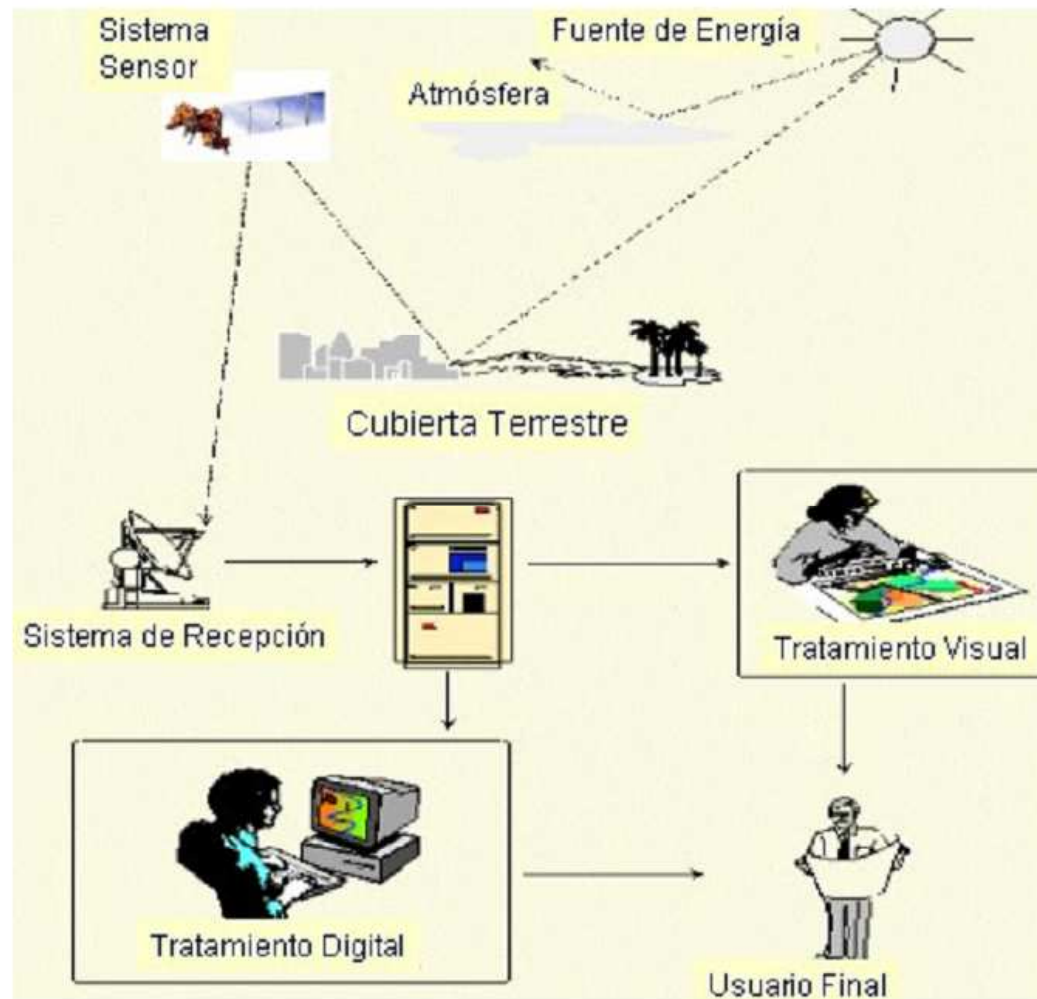 Sistema
Sensor
Fuente de Energía
Atmósfera
Cubierta Terrestre
Sistema de Recepción
Tratamiento Visual
Tratamiento Digital
Usuario Final